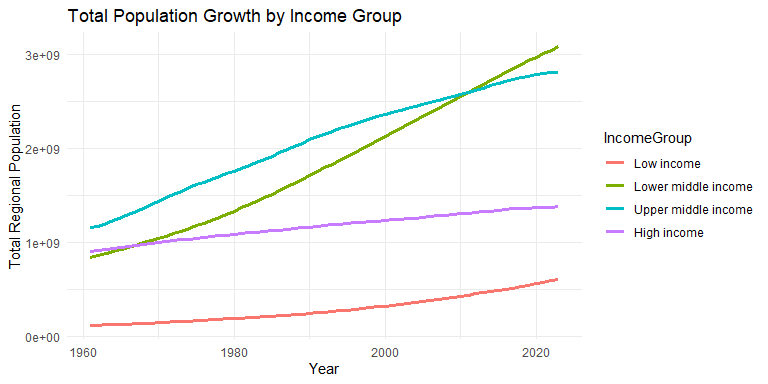 Total Population Growth by Income Group
Total Regional Population
3e+09
2e+09
1e+09
0e+00
1960 1980 2000 2020
Year
IncomeGroup
Low income
Lower middle income
Upper middle income
High income